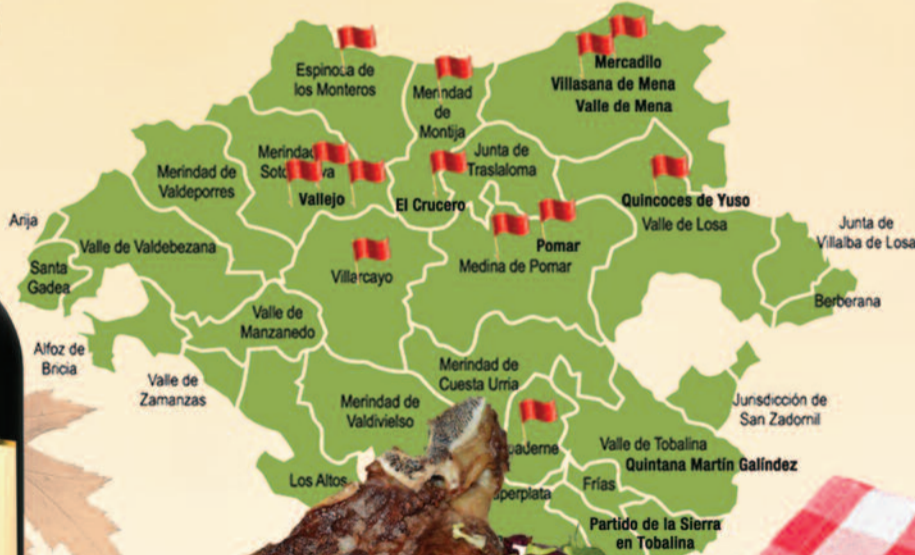 Espinosa de
los Monteros
Merindad
de
Montija
Mercadillo
Villasana de Mena
Valle de Mena
Merindad de
Valdeporres
Merindad
Vallejo
El Crucero
Junta de
Traslaloma
Quincoces de Yuso
Valle de Losa
Junta de
Villalba de Losa
Arija
Valle de Valdebezana
Santa
Gadea
Villarcayo
Pomar
Medina de Pomar
Berberana
Valle de
Manzanedo
Alfoz de
Bricia
Valle de
Zamanzas
Merindad de
Cuesta Urria
Merindad de
Valdivielso
Jurisdicción de
San Zadornil
Los Altos
Valle de Tobalina
Quintana Martín Galíndez
Frías
Partido de la Sierra
en Tobalina